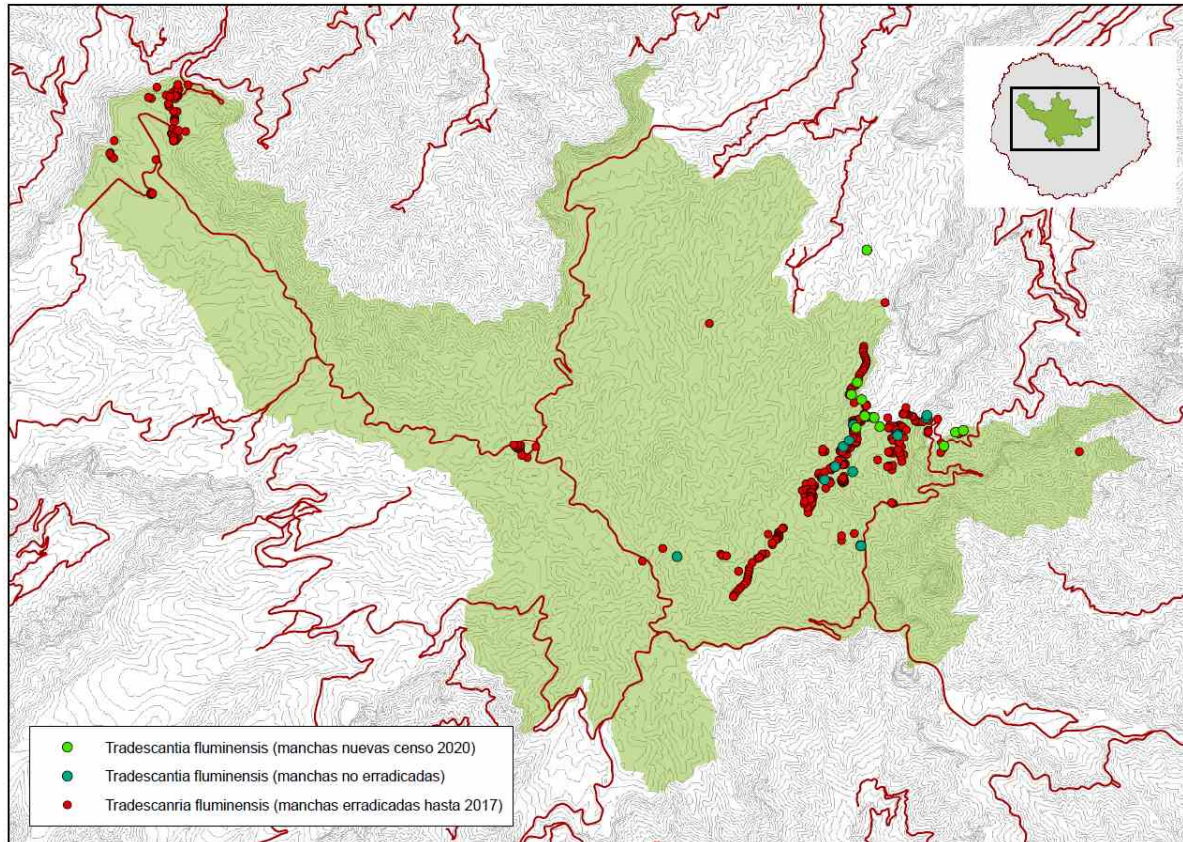 Tradescantia fluminensis (manchas nuevas censo 2020)
Tradescantia fluminensis (manchas no erradicadas)
Tradescanria fluminensis (manchas erradicadas hasta 2017)